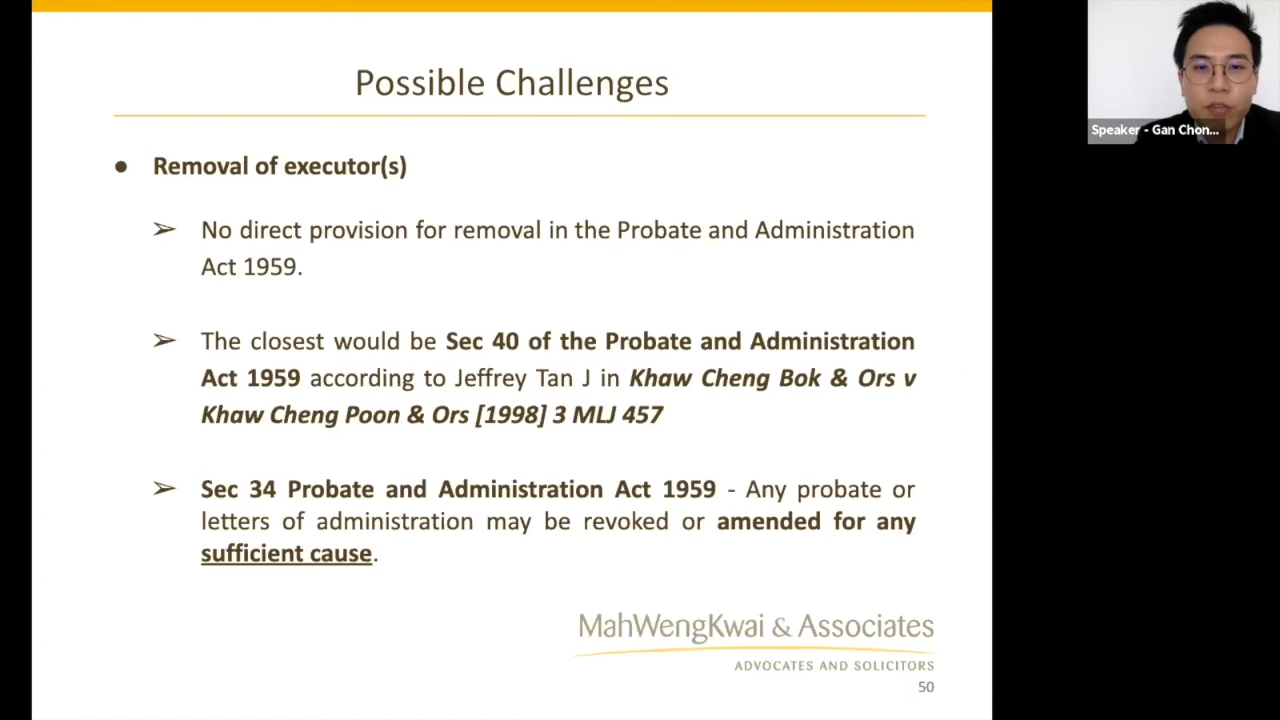 Possible Challenges
● Removal of executor(s)
➢ No direct provision for removal in the Probate and Administration
Act 1959.
➢ The closest would be Sec 40 of the Probate and Administration
Act 1959 according to Jeffrey Tan J in Khaw Cheng Bok & Ors v
Khaw Cheng Poon & Ors [1998] 3 MLJ 457
➢ Sec 34 Probate and Administration Act 1959 - Any probate or
letters of administration may be revoked or amended for any
sufficient cause.
MahWengKwai & Associates
ADVOCATES AND SOLICITORS
50
Speaker - Gan Chon...